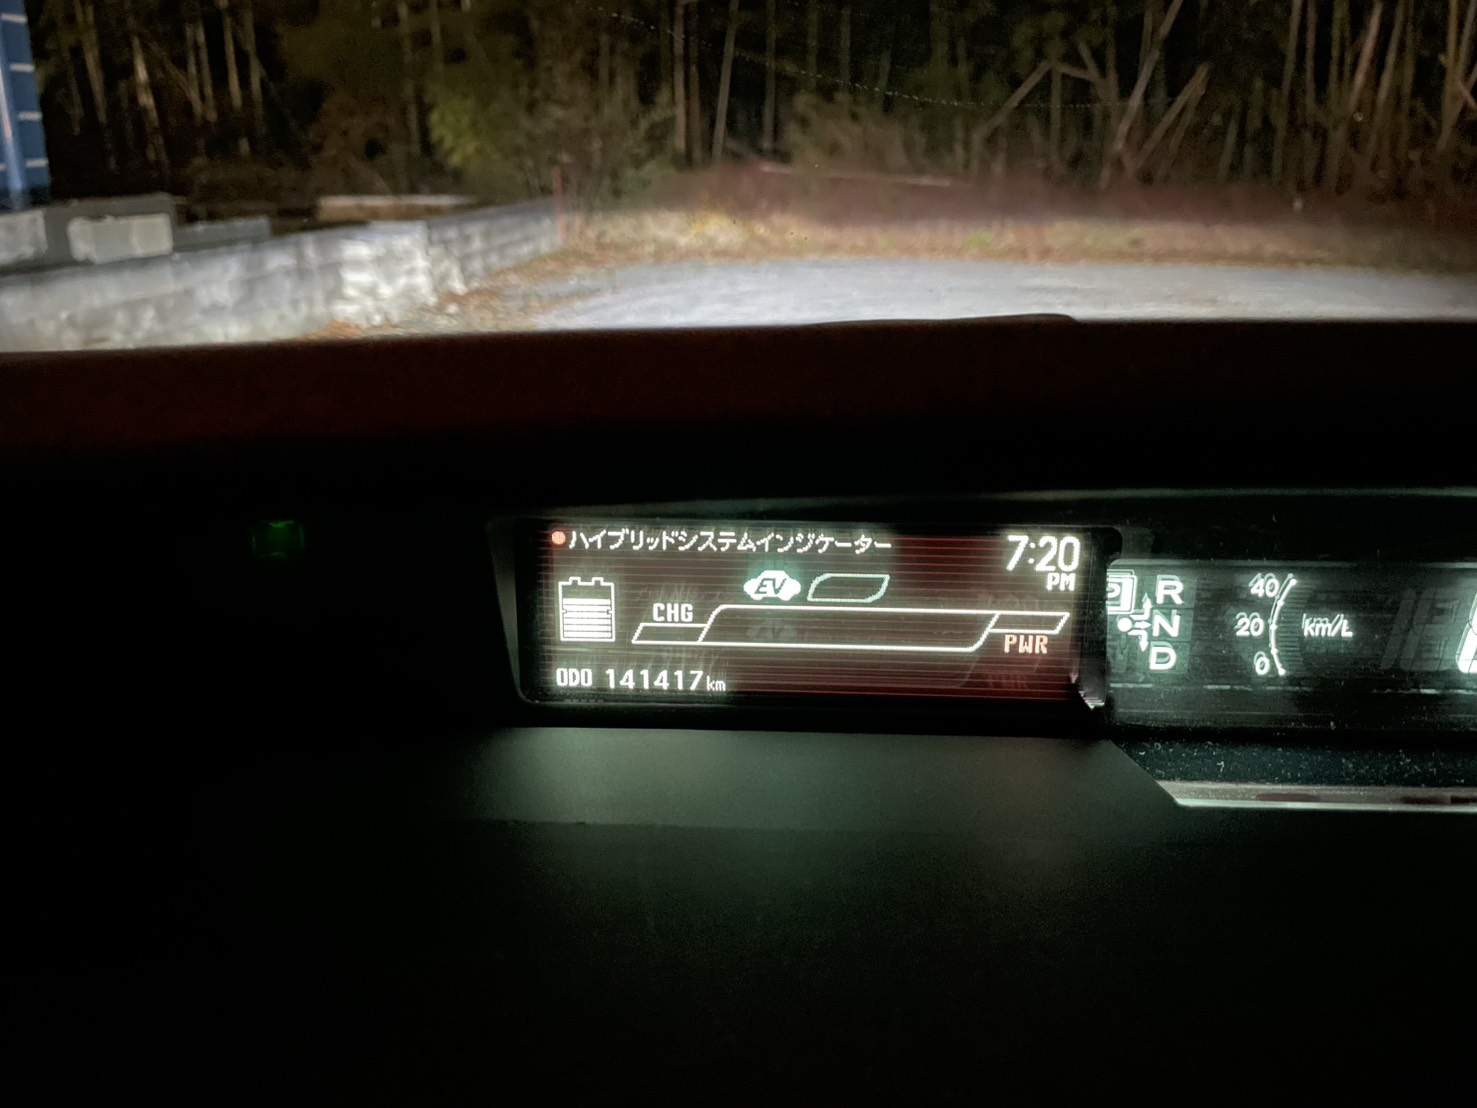 ハイブリッドシステムインジケーター
7:20
PM
EV
CHG
PWR
ODO 141417km
P
R
N
D
40
20
0
km/L